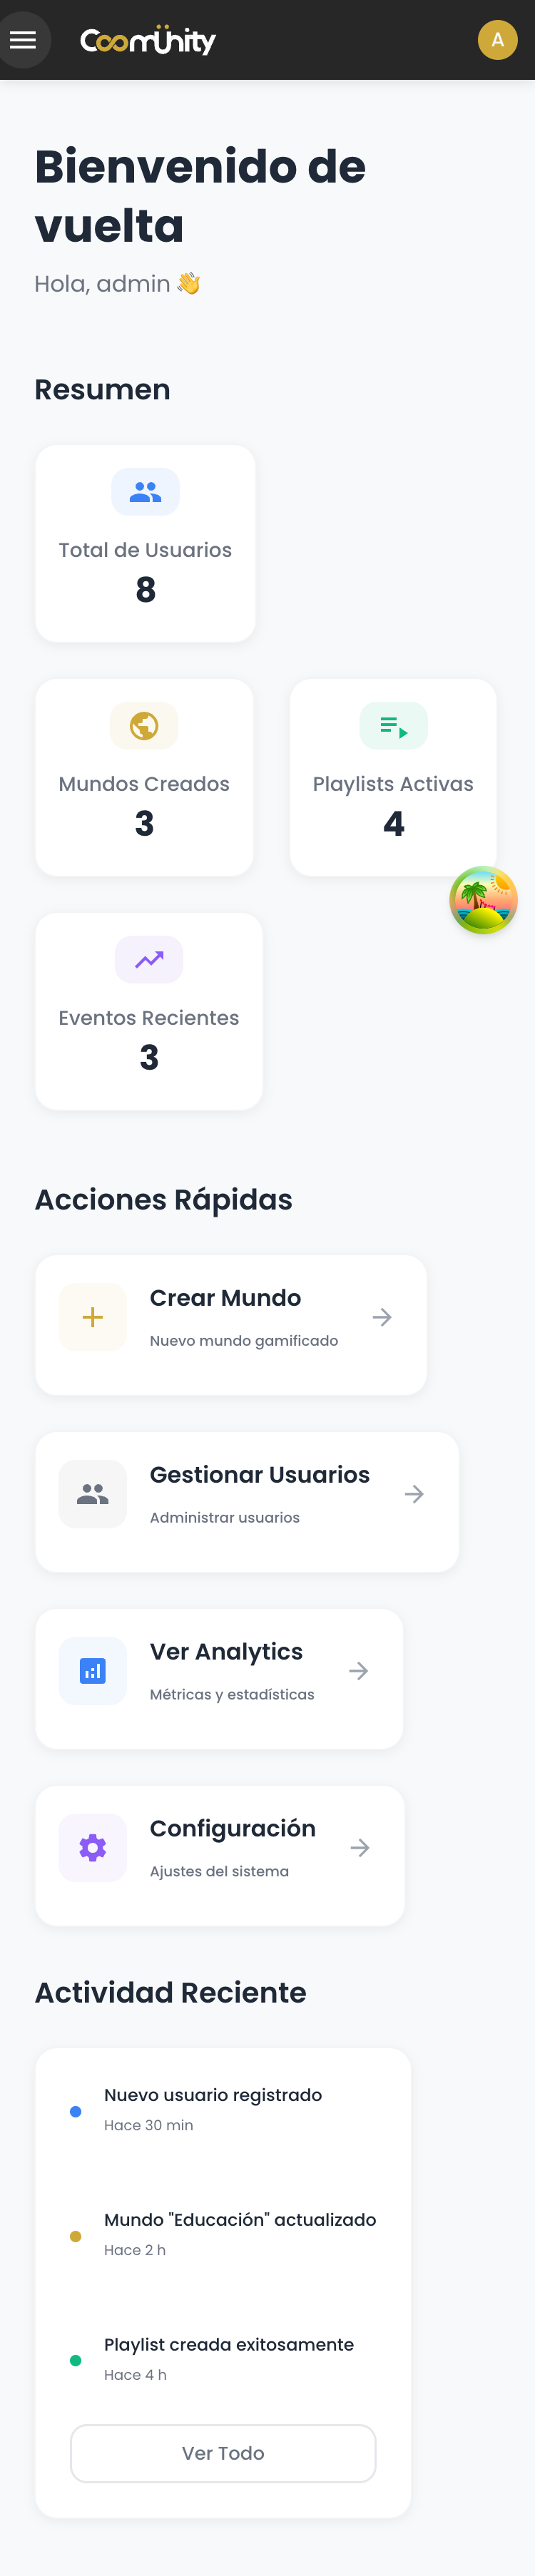 CoomÜnity
A
Bienvenido de
vuelta
Hola, admin 👋
Resumen
Total de Usuarios
8
Mundos Creados
3
Playlists Activas
4
Eventos Recientes
3
Acciones Rápidas
Crear Mundo
Nuevo mundo gamificado
Gestionar Usuarios
Administrar usuarios
Ver Analytics
Métricas y estadísticas
Configuración
Ajustes del sistema
Actividad Reciente
Nuevo usuario registrado
Hace 30 min
Mundo "Educación" actualizado
Hace 2 h
Playlist creada exitosamente
Hace 4 h
Ver Todo